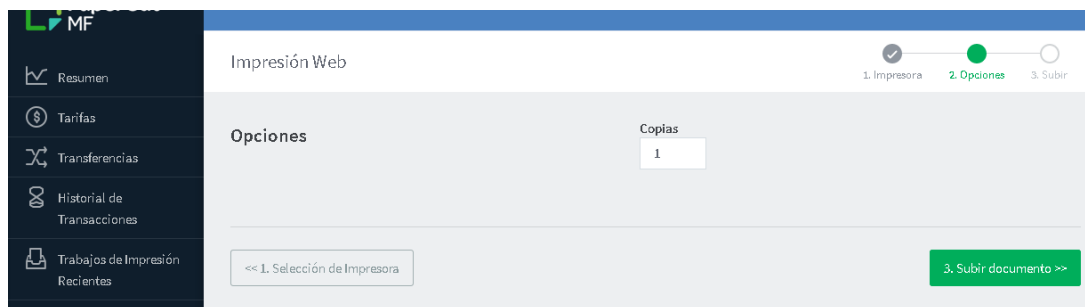 MF
Resumen
Tarifas
Transferencias
Historial de
Transacciones
Trabajos de Impresión
Recientes
Impresión Web
1. Impresora
2. Opciones
3. Subir
Opciones
Copias
1
<< 1. Selección de Impresora
3. Subir documento >>